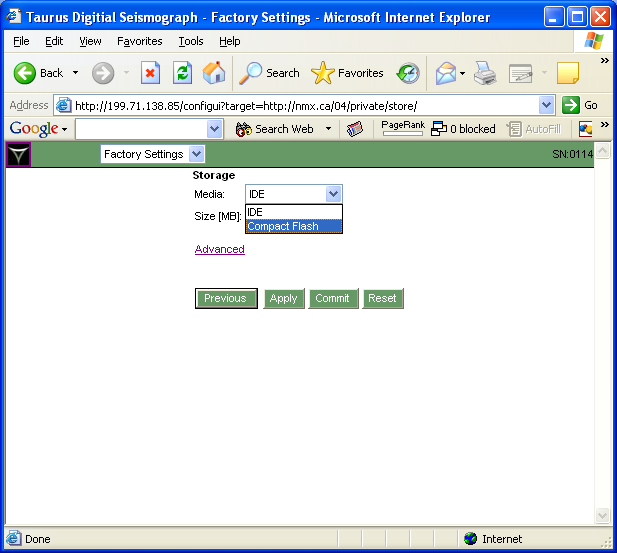 Taurus Digitial Seismograph - Factory Settings - Microsoft Internet Explorer
File Edit View Favorites Tools Help
Back Search Favorites »
Address http://199.71.138.85/configui?target=http://nmx.ca/04/private/store/ Go
Google Search Web PageRank 0 blocked AutoFill »
Factory Settings SN:0114
Storage
Media: IDE
IDE
Size [MB]:
Compact Flash
Advanced
Previous Apply Commit Reset
Done Internet